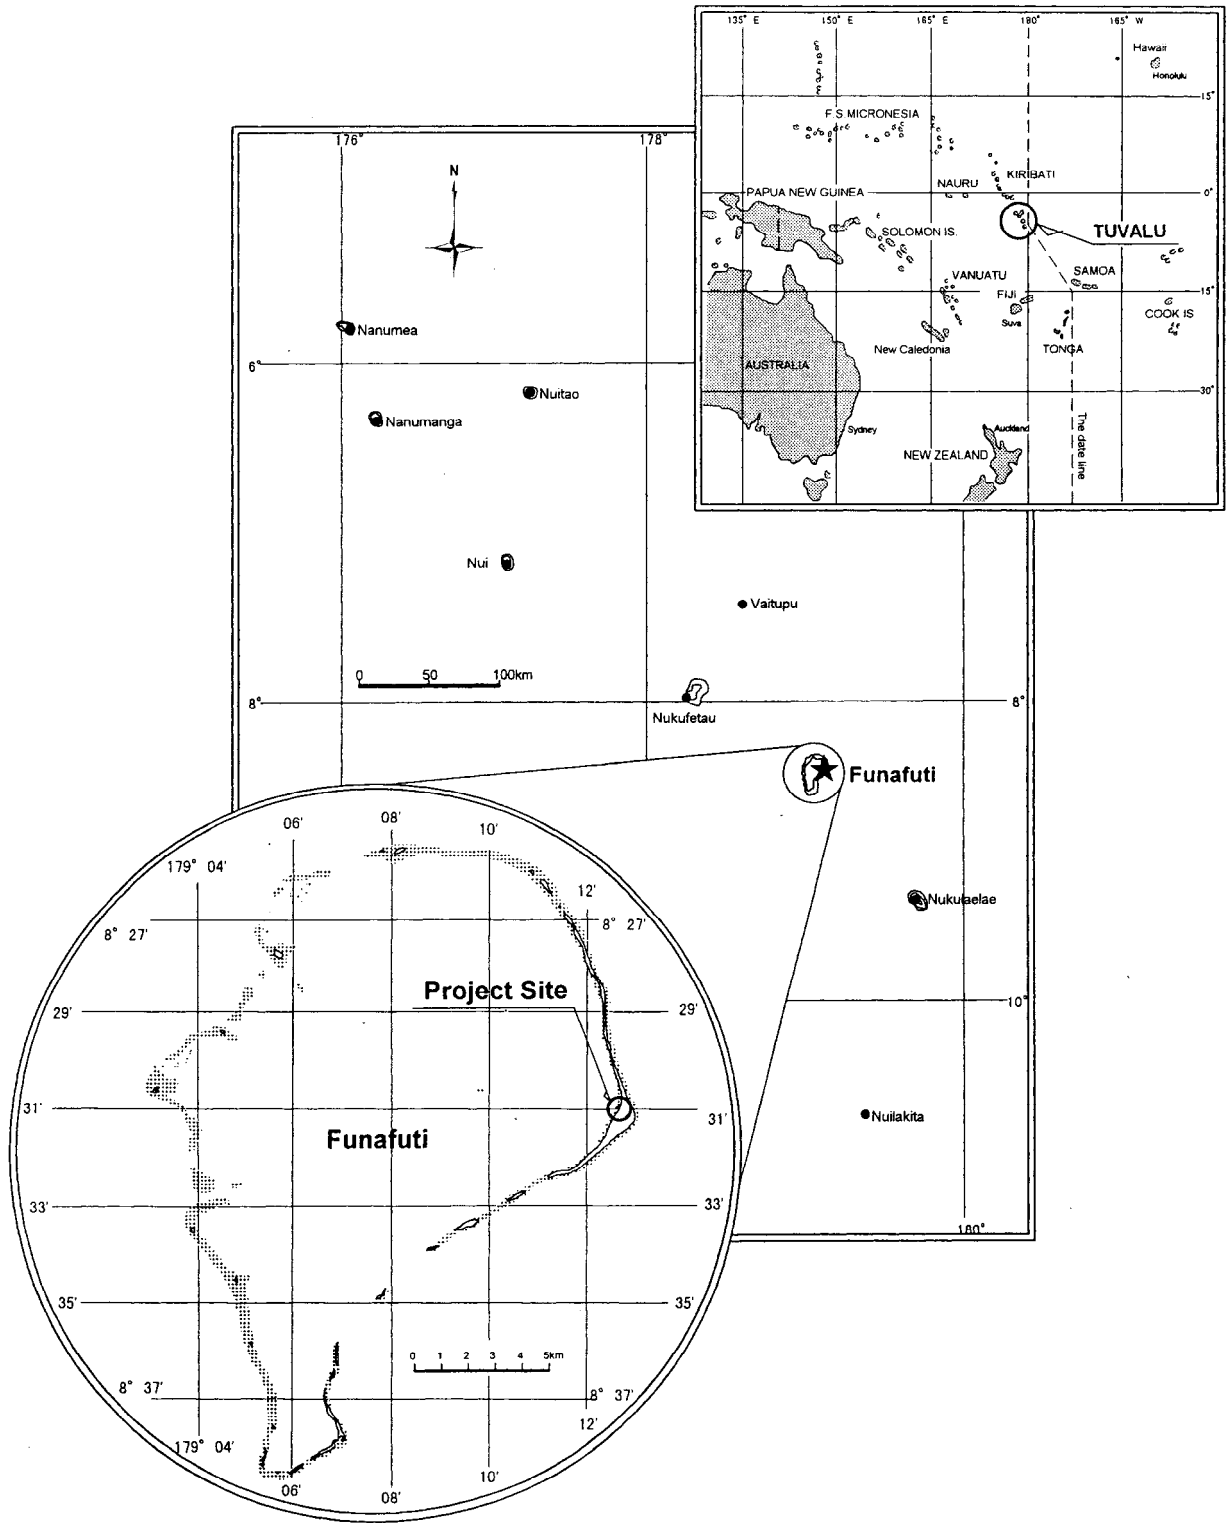 135° E
150° E
165° E
180°
165° W
Hawaii
Honolulu
15°
F.S MICRONESIA
KIRIBATI
NAURU
0°
PAPUA NEW GUINEA
SOLOMON IS.
TUVALU
SAMOA
VANUATU
15°
FIJI
Suva
COOK IS
New Caledonia
TONGA
AUSTRALIA
30°
The date line
Sydney
Auckland
NEW ZEALAND
176°
178°
N
Nanumea
6°
Nuitao
Nanumanga
Nui
Vaitupu
0 50 100km
8°
8°
Nukufetau
Funafuti
Nukulaelae
10°
Nuilakita
180°
06'
08'
10'
179° 04'
12'
8° 27'
8° 27'
Project Site
29'
29'
31'
31'
Funafuti
33'
33'
35'
35'
0 1 2 3 4 5km
8° 37'
8° 37'
12'
179° 04'
10'
06'
08'